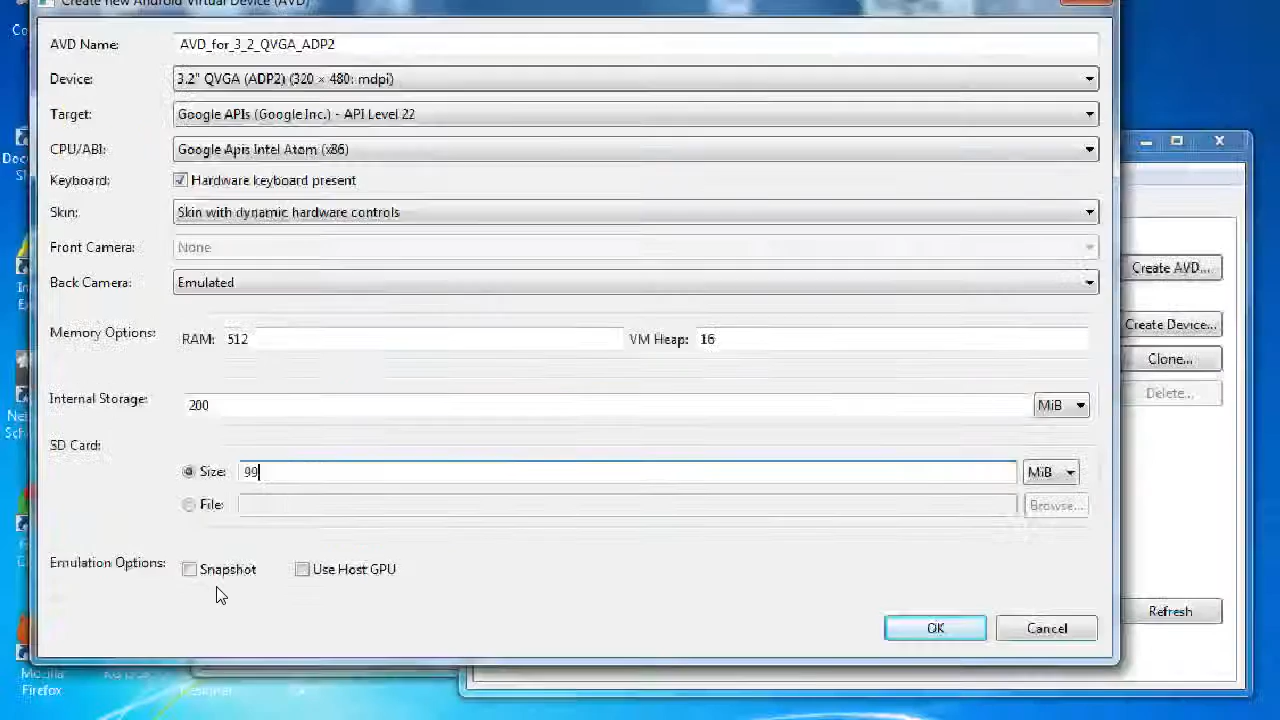 Create new Android Virtual Device (AVD)
AVD Name: AVD_for_3_2_QVGA_ADP2
Device: 3.2" QVGA (ADP2) (320 × 480: mdpi)
Target: Google APIs (Google Inc.) - API Level 22
CPU/ABI: Google Apis Intel Atom (x86)
Keyboard: Hardware keyboard present
Skin: Skin with dynamic hardware controls
Front Camera: None
Back Camera: Emulated
Memory Options: RAM: 512 VM Heap: 16
Internal Storage: 200 MiB
SD Card:
Size: 99 MiB
File: Browse...
Emulation Options: Snapshot Use Host GPU
OK Cancel
Create AVD...
Create Device...
Clone...
Delete...
Refresh
Mozilla
Firefox